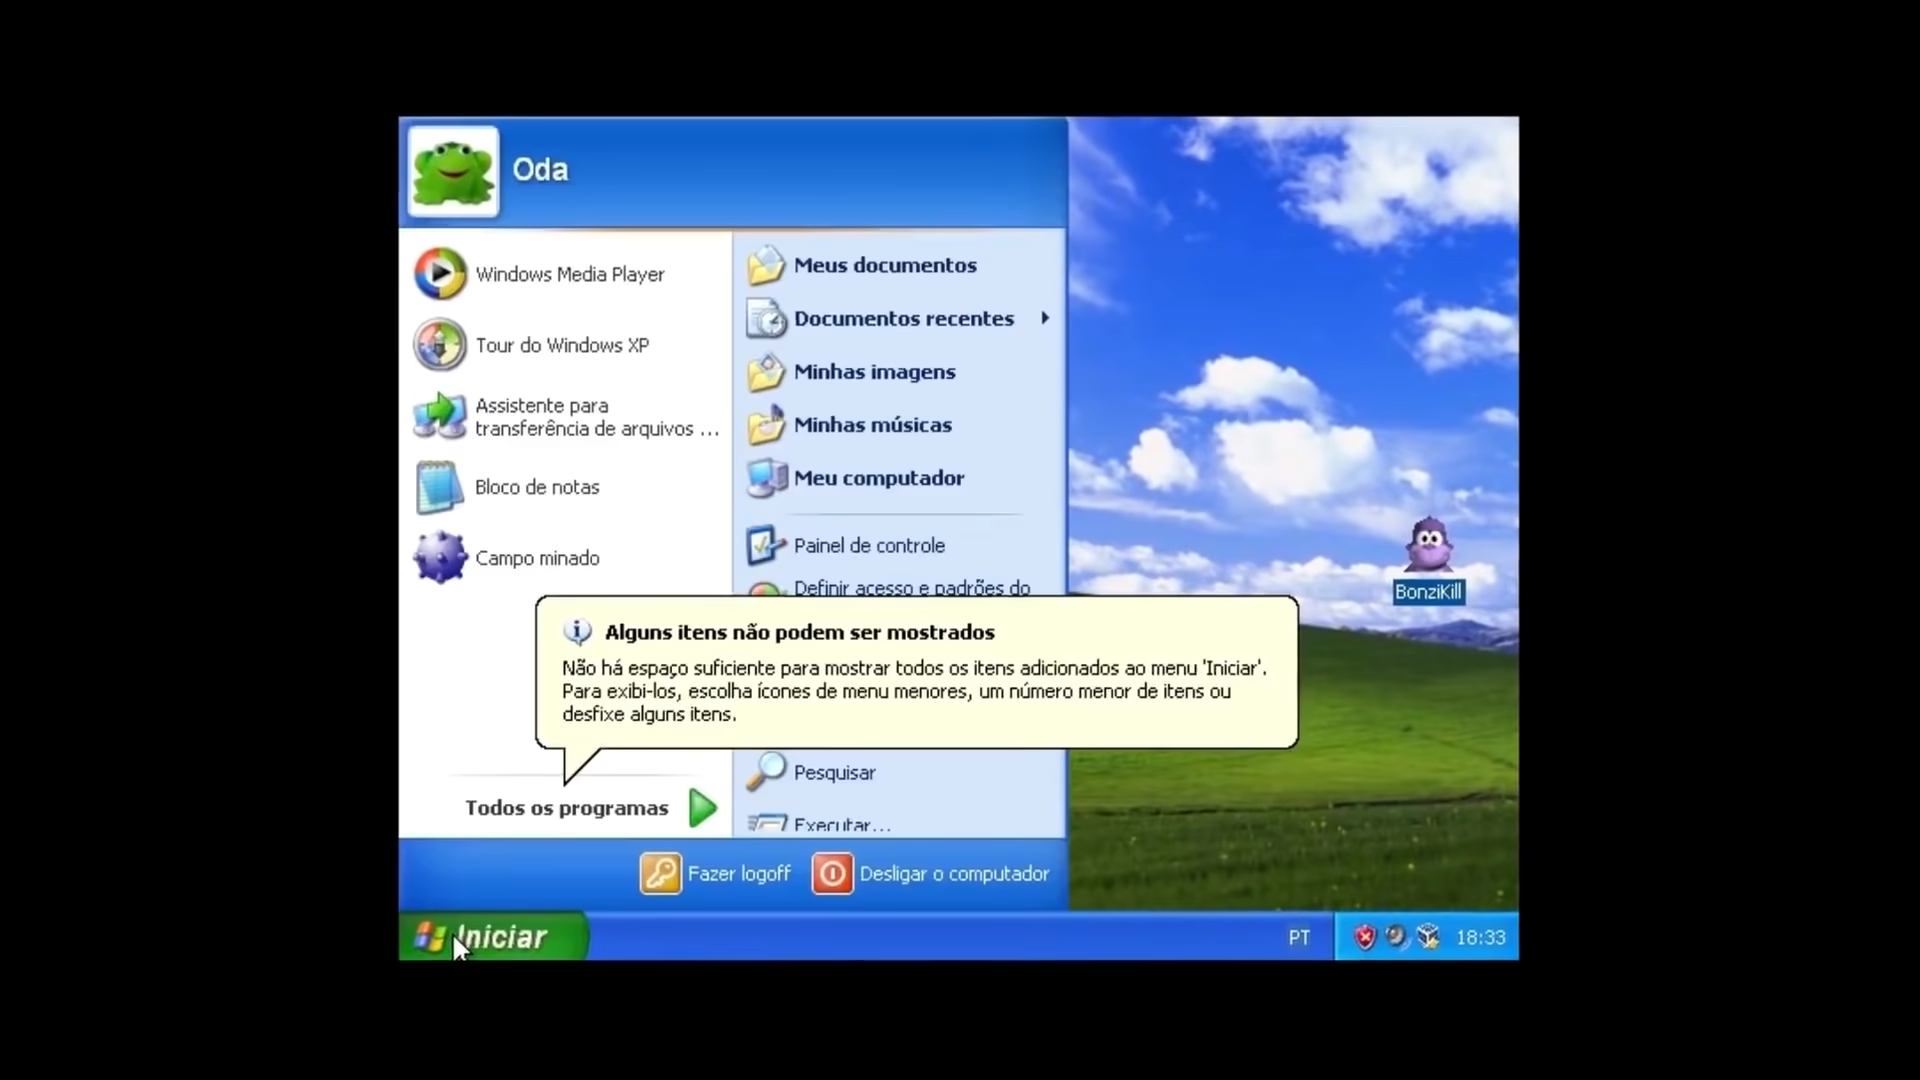 Oda
Windows Media Player
Tour do Windows XP
Assistente para
transferência de arquivos ...
Bloco de notas
Campo minado
Todos os programas
Meus documentos
Documentos recentes
Minhas imagens
Minhas músicas
Meu computador
Painel de controle
Definir acesso e padrões do
Alguns itens não podem ser mostrados
Não há espaço suficiente para mostrar todos os itens adicionados ao menu 'Iniciar'.
Para exibi-los, escolha ícones de menu menores, um número menor de itens ou
desfixe alguns itens.
Pesquisar
Executar...
Fazer logoff
Desligar o computador
BonziKill
Iniciar
PT
18:33